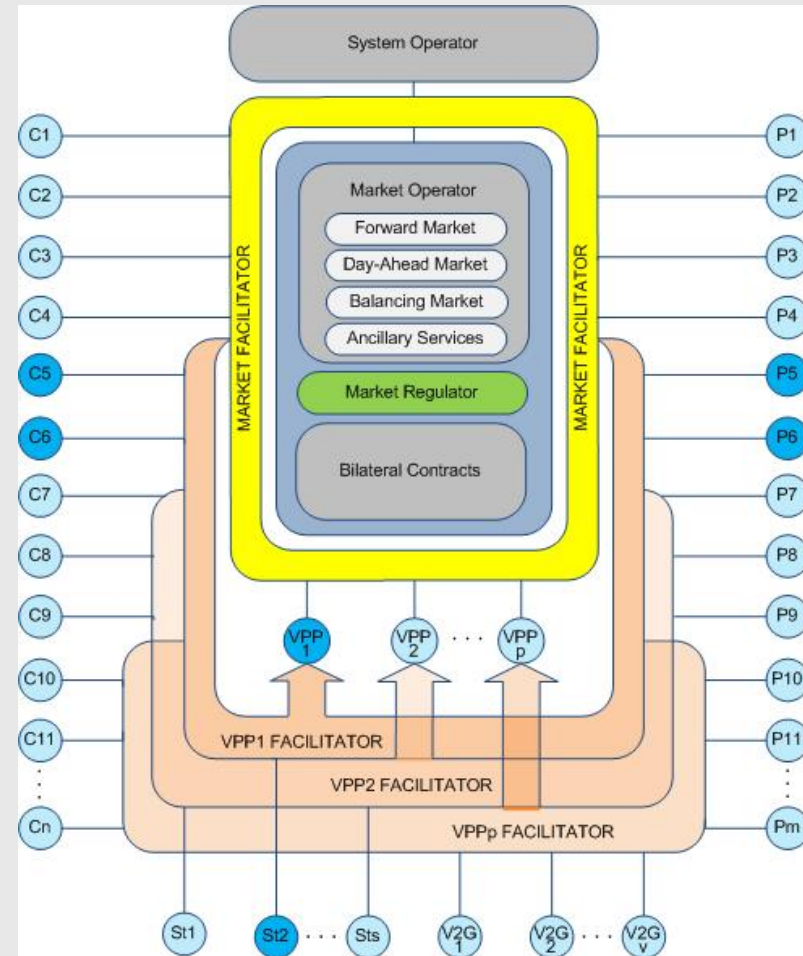 System Operator
C1
P1
Market Operator
C2
P2
Forward Market
C3
Day-Ahead Market
P3
Balancing Market
C4
Ancillary Services
P4
MARKET FACILITATOR
MARKET FACILITATOR
C5
Market Regulator
P5
C6
P6
Bilateral Contracts
C7
P7
C8
P8
C9
P9
VPP
1
VPP
2
. . .
VPP
p
C10
P10
C11
P11
VPP1 FACILITATOR
VPP2 FACILITATOR
Cn
VPPp FACILITATOR
Pm
St1
St2
. . .
Sts
V2G
1
V2G
2
. . .
V2G
v